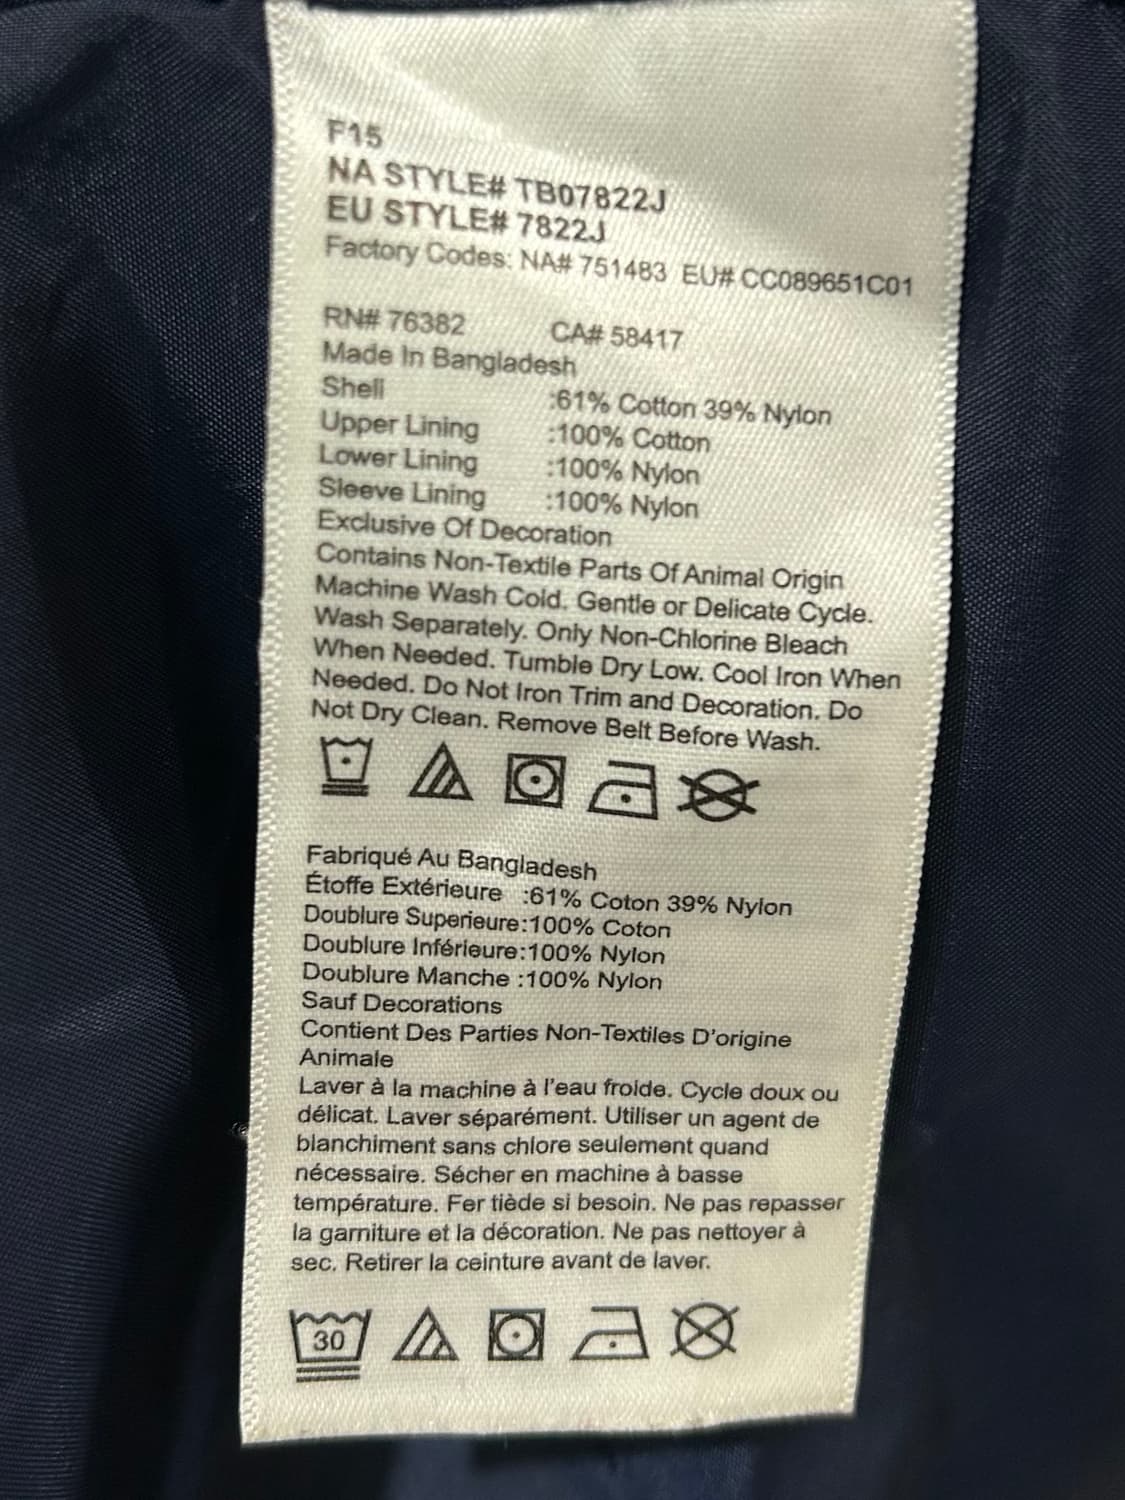 F15
NA STYLE# TB07822J
EU STYLE# 7822J
Factory Codes: NA# 751483 EU# CC089651C01
RN# 76382 CA# 58417
Made In Bangladesh
Shell :61% Cotton 39% Nylon
Upper Lining :100% Cotton
Lower Lining :100% Nylon
Sleeve Lining :100% Nylon
Exclusive Of Decoration
Contains Non-Textile Parts Of Animal Origin
Machine Wash Cold. Gentle or Delicate Cycle.
Wash Separately. Only Non-Chlorine Bleach
When Needed. Tumble Dry Low. Cool Iron When
Needed. Do Not Iron Trim and Decoration. Do
Not Dry Clean. Remove Belt Before Wash.
Fabriqué Au Bangladesh
Étoffe Extérieure :61% Coton 39% Nylon
Doublure Superieure:100% Coton
Doublure Inférieure:100% Nylon
Doublure Manche :100% Nylon
Sauf Decorations
Contient Des Parties Non-Textiles D'origine
Animale
Laver à la machine à l'eau froide. Cycle doux ou
délicat. Laver séparément. Utiliser un agent de
blanchiment sans chlore seulement quand
nécessaire. Sécher en machine à basse
température. Fer tiède si besoin. Ne pas repasser
la garniture et la décoration. Ne pas nettoyer à
sec. Retirer la ceinture avant de laver.
30